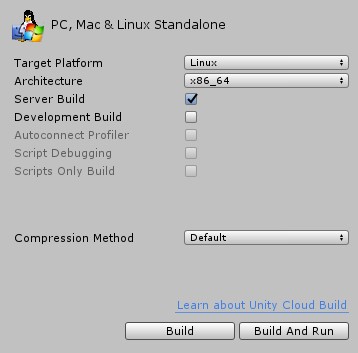 PC, Mac & Linux Standalone
Target Platform Linux
Architecture x86_64
Server Build
Development Build
Autoconnect Profiler
Script Debugging
Scripts Only Build
Compression Method Default
Learn about Unity Cloud Build
Build Build And Run